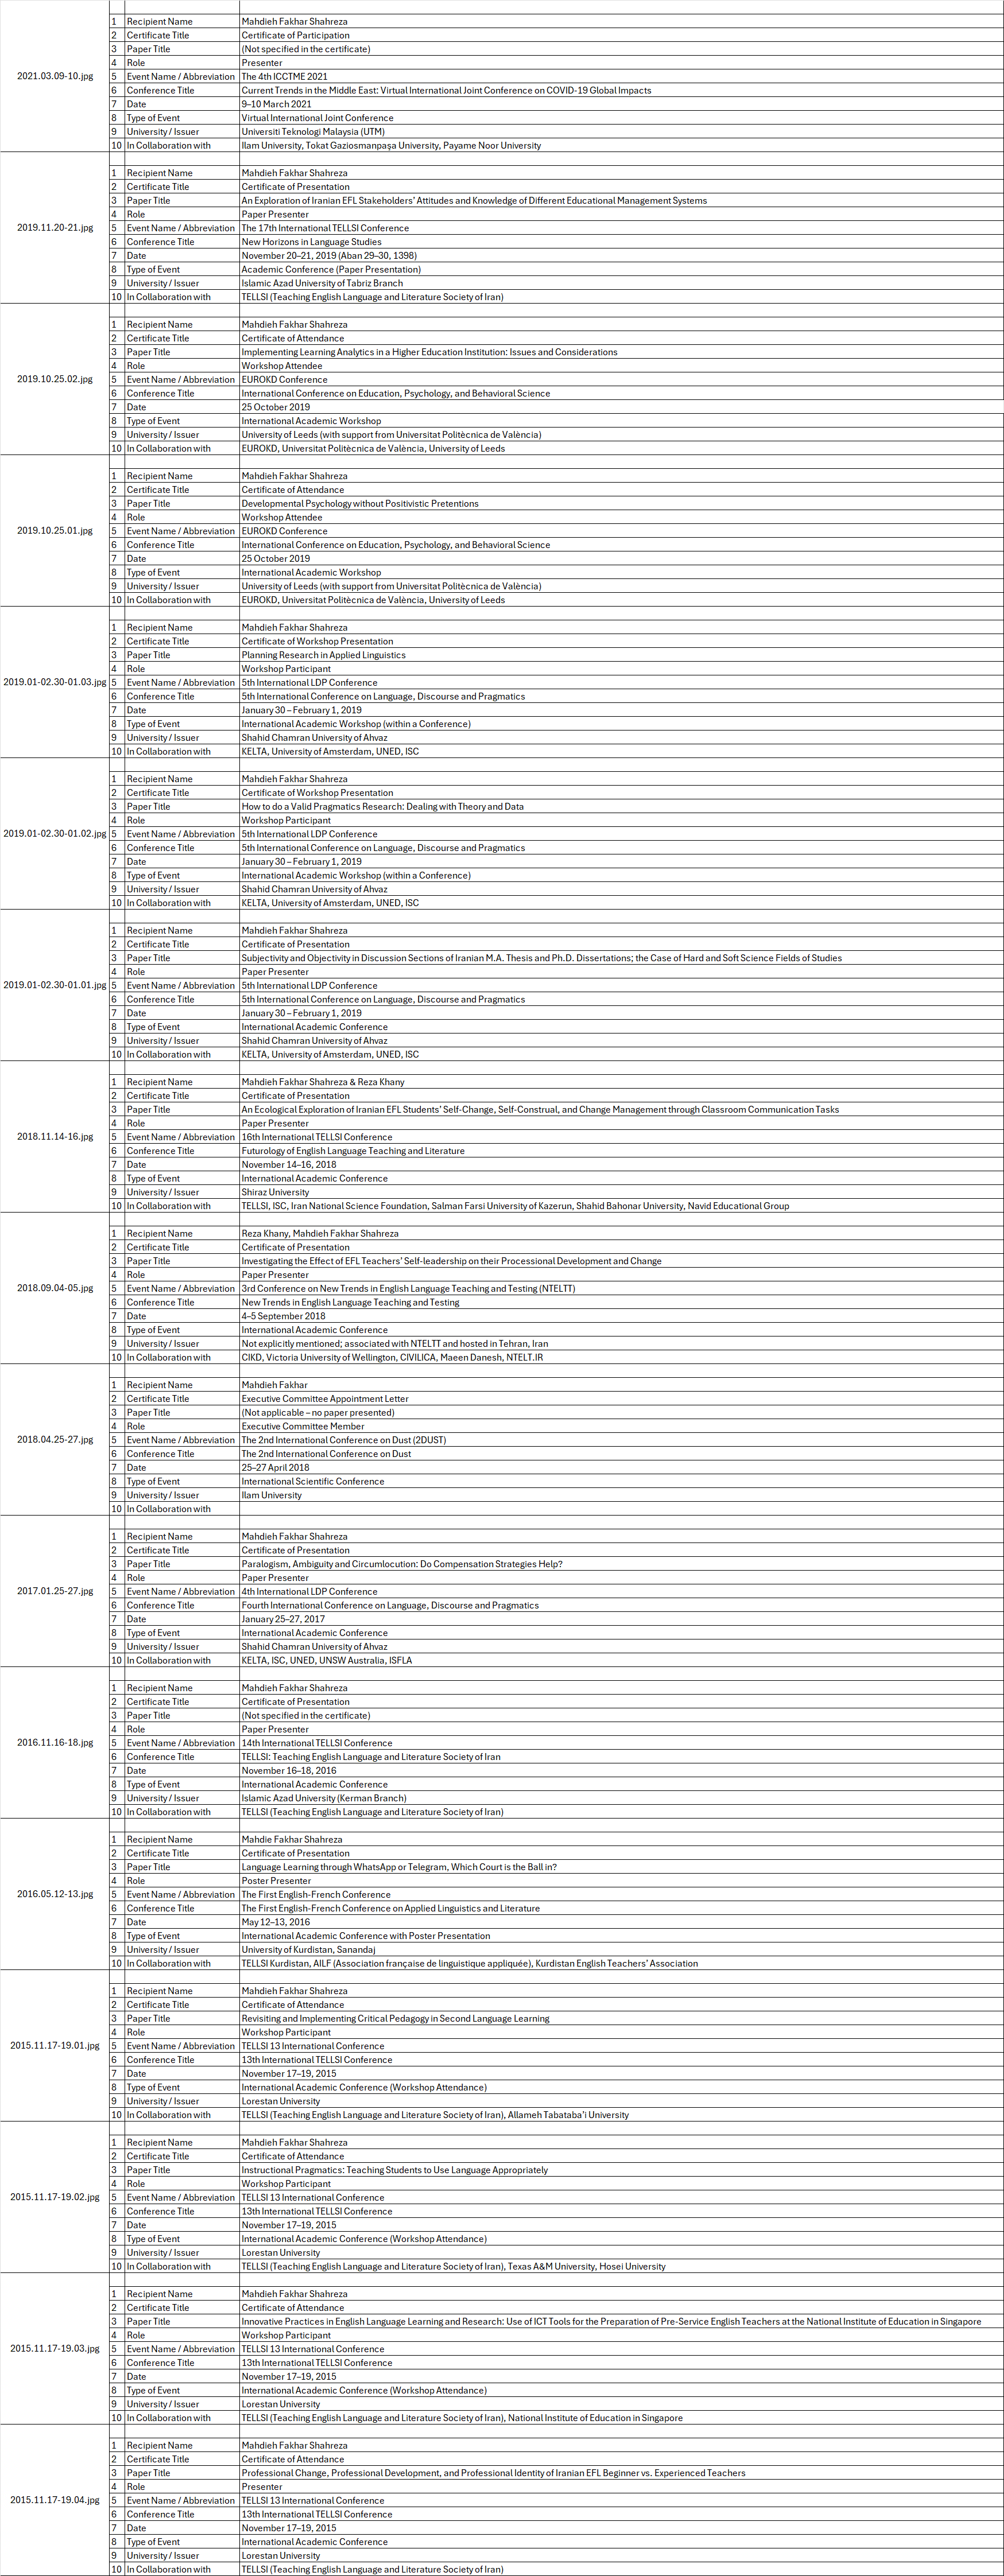 2021.03.09-10.jpg
1 Recipient Name Mahdieh Fakhar Shahreza
2 Certificate Title Certificate of Participation
3 Paper Title (Not specified in the certificate)
4 Role Presenter
5 Event Name / Abbreviation The 4th ICCTME 2021
6 Conference Title Current Trends in the Middle East: Virtual International Joint Conference on COVID-19 Global Impacts
7 Date 9–10 March 2021
8 Type of Event Virtual International Joint Conference
9 University / Issuer Universiti Teknologi Malaysia (UTM)
10 In Collaboration with Ilam University, Tokat Gaziosmanpaşa University, Payame Noor University
2019.11.20-21.jpg
1 Recipient Name Mahdieh Fakhar Shahreza
2 Certificate Title Certificate of Presentation
3 Paper Title An Exploration of Iranian EFL Stakeholders’ Attitudes and Knowledge of Different Educational Management Systems
4 Role Paper Presenter
5 Event Name / Abbreviation The 17th International TELLSI Conference
6 Conference Title New Horizons in Language Studies
7 Date November 20–21, 2019 (Aban 29–30, 1398)
8 Type of Event Academic Conference (Paper Presentation)
9 University / Issuer Islamic Azad University of Tabriz Branch
10 In Collaboration with TELLSI (Teaching English Language and Literature Society of Iran)
2019.10.25.02.jpg
1 Recipient Name Mahdieh Fakhar Shahreza
2 Certificate Title Certificate of Attendance
3 Paper Title Implementing Learning Analytics in a Higher Education Institution: Issues and Considerations
4 Role Workshop Attendee
5 Event Name / Abbreviation EUROKD Conference
6 Conference Title International Conference on Education, Psychology, and Behavioral Science
7 Date 25 October 2019
8 Type of Event International Academic Workshop
9 University / Issuer University of Leeds (with support from Universitat Politècnica de València)
10 In Collaboration with EUROKD, Universitat Politècnica de València, University of Leeds
2019.10.25.01.jpg
1 Recipient Name Mahdieh Fakhar Shahreza
2 Certificate Title Certificate of Attendance
3 Paper Title Developmental Psychology without Positivistic Pretentions
4 Role Workshop Attendee
5 Event Name / Abbreviation EUROKD Conference
6 Conference Title International Conference on Education, Psychology, and Behavioral Science
7 Date 25 October 2019
8 Type of Event International Academic Workshop
9 University / Issuer University of Leeds (with support from Universitat Politècnica de València)
10 In Collaboration with EUROKD, Universitat Politècnica de València, University of Leeds
2019.01-02.30-01.03.jpg
1 Recipient Name Mahdieh Fakhar Shahreza
2 Certificate Title Certificate of Workshop Presentation
3 Paper Title Planning Research in Applied Linguistics
4 Role Workshop Participant
5 Event Name / Abbreviation 5th International LDP Conference
6 Conference Title 5th International Conference on Language, Discourse and Pragmatics
7 Date January 30 – February 1, 2019
8 Type of Event International Academic Workshop (within a Conference)
9 University / Issuer Shahid Chamran University of Ahvaz
10 In Collaboration with KELTA, University of Amsterdam, UNED, ISC
2019.01-02.30-01.02.jpg
1 Recipient Name Mahdieh Fakhar Shahreza
2 Certificate Title Certificate of Workshop Presentation
3 Paper Title How to do a Valid Pragmatics Research: Dealing with Theory and Data
4 Role Workshop Participant
5 Event Name / Abbreviation 5th International LDP Conference
6 Conference Title 5th International Conference on Language, Discourse and Pragmatics
7 Date January 30 – February 1, 2019
8 Type of Event International Academic Workshop (within a Conference)
9 University / Issuer Shahid Chamran University of Ahvaz
10 In Collaboration with KELTA, University of Amsterdam, UNED, ISC
2019.01-02.30-01.01.jpg
1 Recipient Name Mahdieh Fakhar Shahreza
2 Certificate Title Certificate of Presentation
3 Paper Title Subjectivity and Objectivity in Discussion Sections of Iranian M.A. Thesis and Ph.D. Dissertations; the Case of Hard and Soft Science Fields of Studies
4 Role Paper Presenter
5 Event Name / Abbreviation 5th International LDP Conference
6 Conference Title 5th International Conference on Language, Discourse and Pragmatics
7 Date January 30 – February 1, 2019
8 Type of Event International Academic Conference
9 University / Issuer Shahid Chamran University of Ahvaz
10 In Collaboration with KELTA, University of Amsterdam, UNED, ISC
2018.11.14-16.jpg
1 Recipient Name Mahdieh Fakhar Shahreza & Reza Khany
2 Certificate Title Certificate of Presentation
3 Paper Title An Ecological Exploration of Iranian EFL Students’ Self-Change, Self-Construal, and Change Management through Classroom Communication Tasks
4 Role Paper Presenter
5 Event Name / Abbreviation 16th International TELLSI Conference
6 Conference Title Futurology of English Language Teaching and Literature
7 Date November 14–16, 2018
8 Type of Event International Academic Conference
9 University / Issuer Shiraz University
10 In Collaboration with TELLSI, ISC, Iran National Science Foundation, Salman Farsi University of Kazerun, Shahid Bahonar University, Navid Educational Group
2018.09.04-05.jpg
1 Recipient Name Reza Khany, Mahdieh Fakhar Shahreza
2 Certificate Title Certificate of Presentation
3 Paper Title Investigating the Effect of EFL Teachers’ Self-leadership on their Processional Development and Change
4 Role Paper Presenter
5 Event Name / Abbreviation 3rd Conference on New Trends in English Language Teaching and Testing (NTELTT)
6 Conference Title New Trends in English Language Teaching and Testing
7 Date 4–5 September 2018
8 Type of Event International Academic Conference
9 University / Issuer Not explicitly mentioned; associated with NTELTT and hosted in Tehran, Iran
10 In Collaboration with CIKD, Victoria University of Wellington, CIVILICA, Maeen Danesh, NTELT.IR
2018.04.25-27.jpg
1 Recipient Name Mahdieh Fakhar
2 Certificate Title Executive Committee Appointment Letter
3 Paper Title (Not applicable – no paper presented)
4 Role Executive Committee Member
5 Event Name / Abbreviation The 2nd International Conference on Dust (2DUST)
6 Conference Title The 2nd International Conference on Dust
7 Date 25–27 April 2018
8 Type of Event International Scientific Conference
9 University / Issuer Ilam University
10 In Collaboration with
2017.01.25-27.jpg
1 Recipient Name Mahdieh Fakhar Shahreza
2 Certificate Title Certificate of Presentation
3 Paper Title Paralogism, Ambiguity and Circumlocution: Do Compensation Strategies Help?
4 Role Paper Presenter
5 Event Name / Abbreviation 4th International LDP Conference
6 Conference Title Fourth International Conference on Language, Discourse and Pragmatics
7 Date January 25–27, 2017
8 Type of Event International Academic Conference
9 University / Issuer Shahid Chamran University of Ahvaz
10 In Collaboration with KELTA, ISC, UNED, UNSW Australia, ISFLA
2016.11.16-18.jpg
1 Recipient Name Mahdieh Fakhar Shahreza
2 Certificate Title Certificate of Presentation
3 Paper Title (Not specified in the certificate)
4 Role Paper Presenter
5 Event Name / Abbreviation 14th International TELLSI Conference
6 Conference Title TELLSI: Teaching English Language and Literature Society of Iran
7 Date November 16–18, 2016
8 Type of Event International Academic Conference
9 University / Issuer Islamic Azad University (Kerman Branch)
10 In Collaboration with TELLSI (Teaching English Language and Literature Society of Iran)
2016.05.12-13.jpg
1 Recipient Name Mahdie Fakhar Shahreza
2 Certificate Title Certificate of Presentation
3 Paper Title Language Learning through WhatsApp or Telegram, Which Court is the Ball in?
4 Role Poster Presenter
5 Event Name / Abbreviation The First English-French Conference
6 Conference Title The First English-French Conference on Applied Linguistics and Literature
7 Date May 12–13, 2016
8 Type of Event International Academic Conference with Poster Presentation
9 University / Issuer University of Kurdistan, Sanandaj
10 In Collaboration with TELLSI Kurdistan, AILF (Association française de linguistique appliquée), Kurdistan English Teachers’ Association
2015.11.17-19.01.jpg
1 Recipient Name Mahdieh Fakhar Shahreza
2 Certificate Title Certificate of Attendance
3 Paper Title Revisiting and Implementing Critical Pedagogy in Second Language Learning
4 Role Workshop Participant
5 Event Name / Abbreviation TELLSI 13 International Conference
6 Conference Title 13th International TELLSI Conference
7 Date November 17–19, 2015
8 Type of Event International Academic Conference (Workshop Attendance)
9 University / Issuer Lorestan University
10 In Collaboration with TELLSI (Teaching English Language and Literature Society of Iran), Allameh Tabataba’i University
2015.11.17-19.02.jpg
1 Recipient Name Mahdieh Fakhar Shahreza
2 Certificate Title Certificate of Attendance
3 Paper Title Instructional Pragmatics: Teaching Students to Use Language Appropriately
4 Role Workshop Participant
5 Event Name / Abbreviation TELLSI 13 International Conference
6 Conference Title 13th International TELLSI Conference
7 Date November 17–19, 2015
8 Type of Event International Academic Conference (Workshop Attendance)
9 University / Issuer Lorestan University
10 In Collaboration with TELLSI (Teaching English Language and Literature Society of Iran), Texas A&M University, Hosei University
2015.11.17-19.03.jpg
1 Recipient Name Mahdieh Fakhar Shahreza
2 Certificate Title Certificate of Attendance
3 Paper Title Innovative Practices in English Language Learning and Research: Use of ICT Tools for the Preparation of Pre-Service English Teachers at the National Institute of Education in Singapore
4 Role Workshop Participant
5 Event Name / Abbreviation TELLSI 13 International Conference
6 Conference Title 13th International TELLSI Conference
7 Date November 17–19, 2015
8 Type of Event International Academic Conference (Workshop Attendance)
9 University / Issuer Lorestan University
10 In Collaboration with TELLSI (Teaching English Language and Literature Society of Iran), National Institute of Education in Singapore
2015.11.17-19.04.jpg
1 Recipient Name Mahdieh Fakhar Shahreza
2 Certificate Title Certificate of Attendance
3 Paper Title Professional Change, Professional Development, and Professional Identity of Iranian EFL Beginner vs. Experienced Teachers
4 Role Presenter
5 Event Name / Abbreviation TELLSI 13 International Conference
6 Conference Title 13th International TELLSI Conference
7 Date November 17–19, 2015
8 Type of Event International Academic Conference
9 University / Issuer Lorestan University
10 In Collaboration with TELLSI (Teaching English Language and Literature Society of Iran)